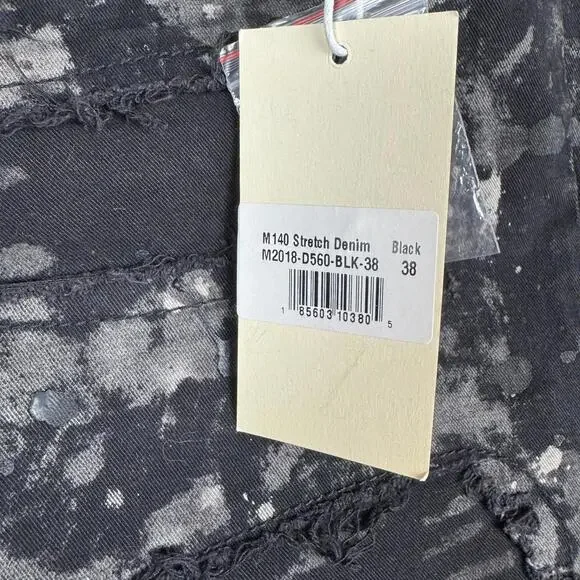 M140 Stretch Denim Black
M2018-D560-BLK-38 38
1 85603 10380 5